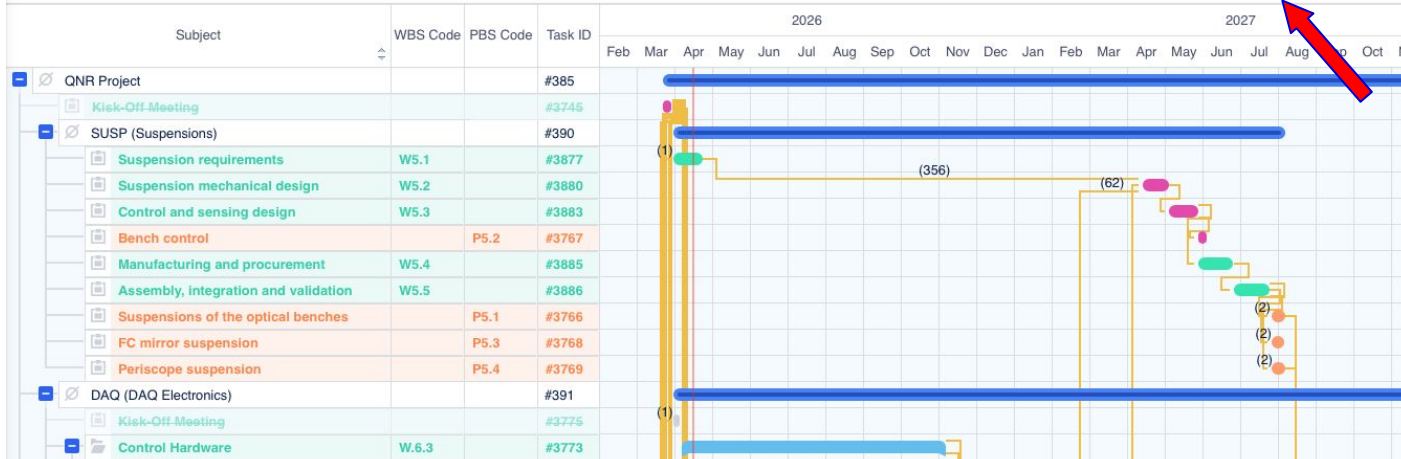 2026 2027
Subject WBS Code PBS Code Task ID
Feb Mar Apr May Jun Jul Aug Sep Oct Nov Dec Jan Feb Mar Apr May Jun Jul Aug Oct
QNR Project #385
Kisk-Off Meeting #3745
SUSP (Suspensions) #390
(1)
Suspension requirements W5.1 #3877
(356)
Suspension mechanical design W5.2 #3880 (62)
Control and sensing design W5.3 #3883
Bench control P5.2 #3767
Manufacturing and procurement W5.4 #3885
Assembly, integration and validation W5.5 #3886
(2)
Suspensions of the optical benches P5.1 #3766
(2)
FC mirror suspension P5.3 #3768
(2)
Periscope suspension P5.4 #3769
DAQ (DAQ Electronics) #391
(1)
Kisk-Off Meeting #3775
Control Hardware W.6.3 #3773